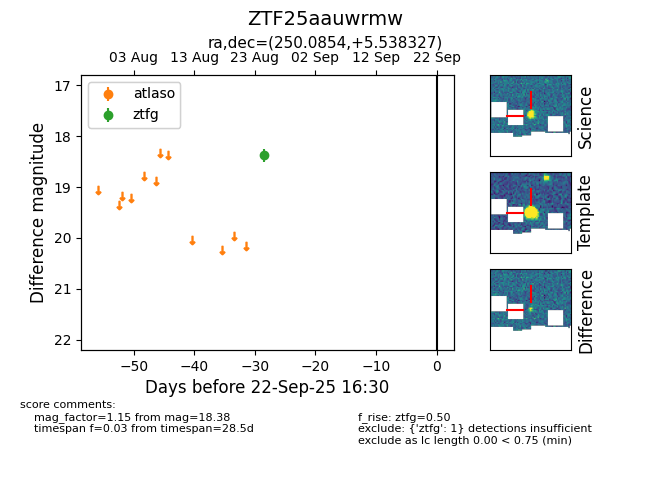 ZTF25aauwrmw
ra,dec=(250.0854,+5.538327)
03 Aug 13 Aug 23 Aug 02 Sep 12 Sep 22 Sep
17
18
19
20
21
22
Difference magnitude
atlaso
ztfg
−50 −40 −30 −20 −10 0
Days before 22-Sep-25 16:30
Science
Template
Difference
score comments:
mag_factor=1.15 from mag=18.38
timespan f=0.03 from timespan=28.5d
f_rise: ztfg=0.50
exclude: {'ztfg': 1} detections insufficient
exclude as lc length 0.00 < 0.75 (min)